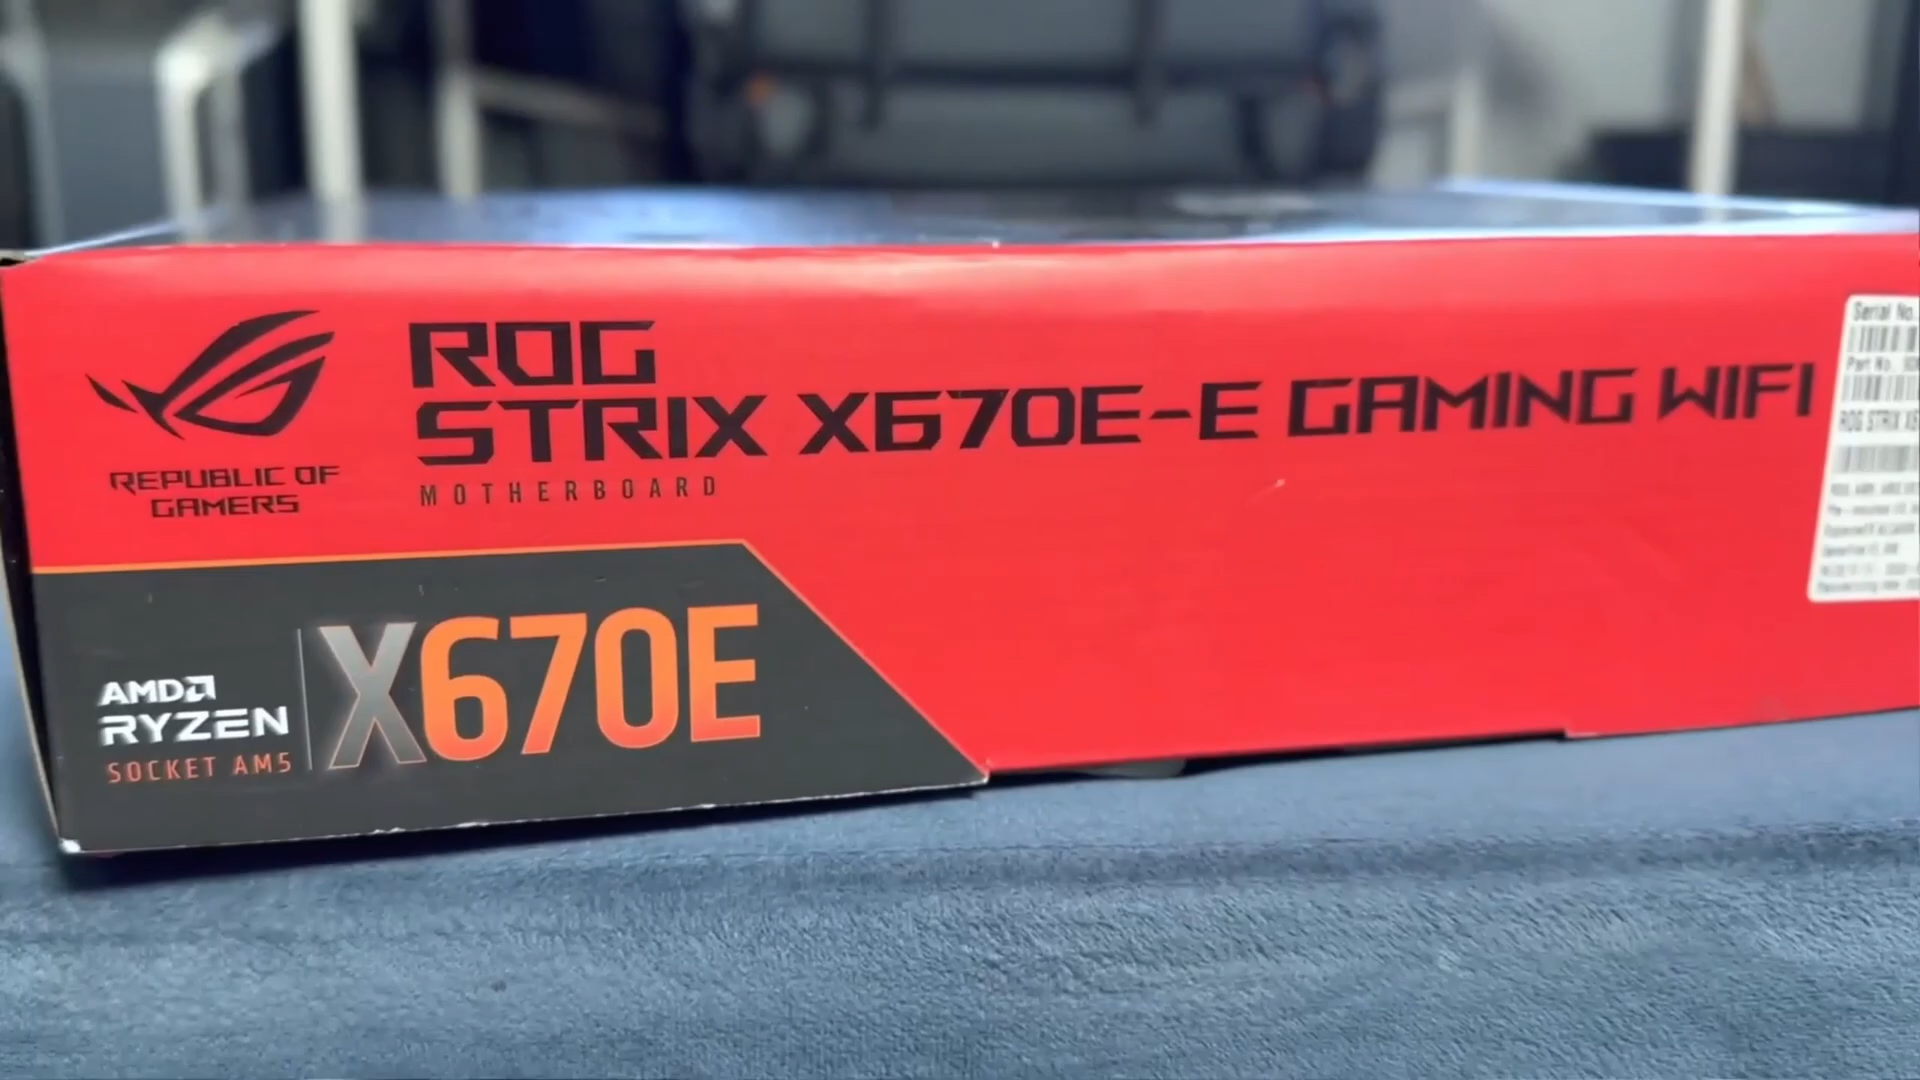 ROG
STRIX X670E-E GAMING WIFI
MOTHERBOARD
REPUBLIC OF
GAMERS
AMD
RYZEN
SOCKET AM5
X670E
Serial No.
Part No.
ROG STRIX